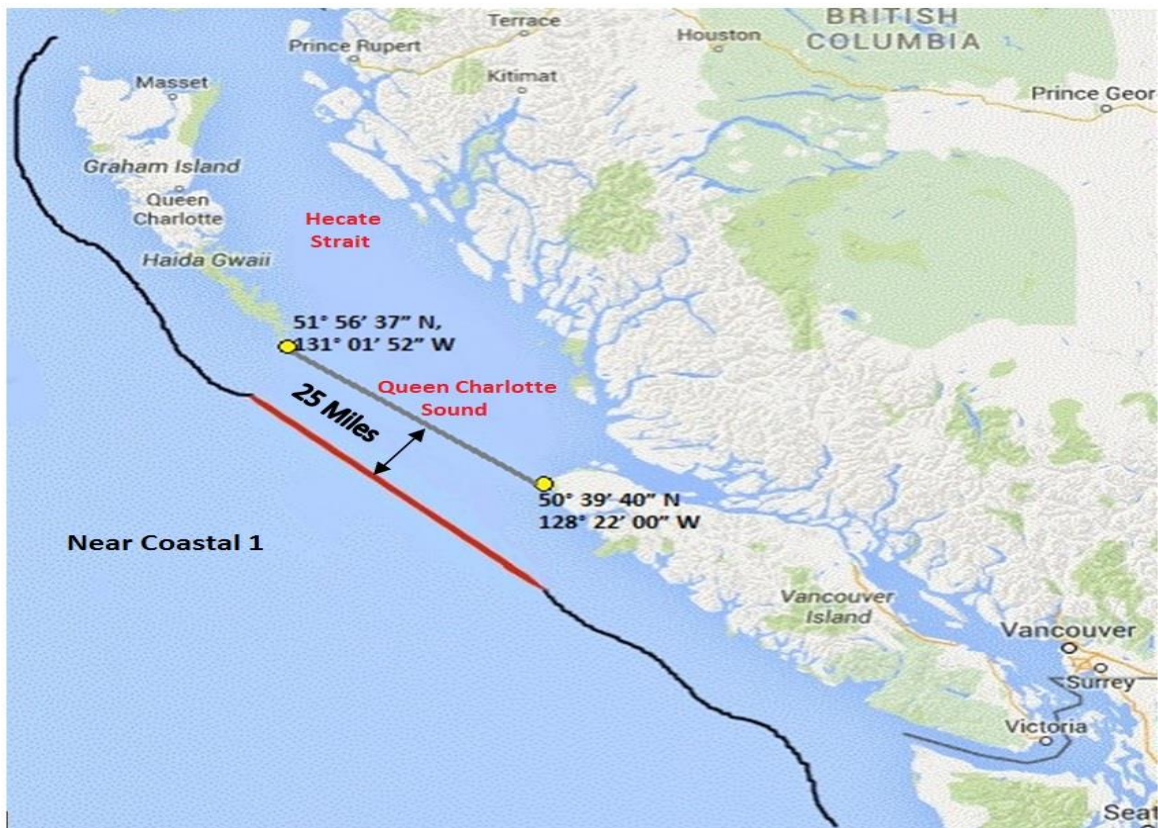 BRITISH
COLUMBIA
Terrace
Houston
Prince Rupert
Kitimat
Masset
Prince Geor
Graham Island
Queen
Charlotte
Hecate
Strait
Haida Gwaii
51° 56’ 37” N,
131° 01’ 52” W
Queen Charlotte
Sound
25 Miles
50° 39’ 40” N
128° 22’ 00” W
Near Coastal 1
Vancouver
Island
Vancouver
Surrey
Victoria
Seat